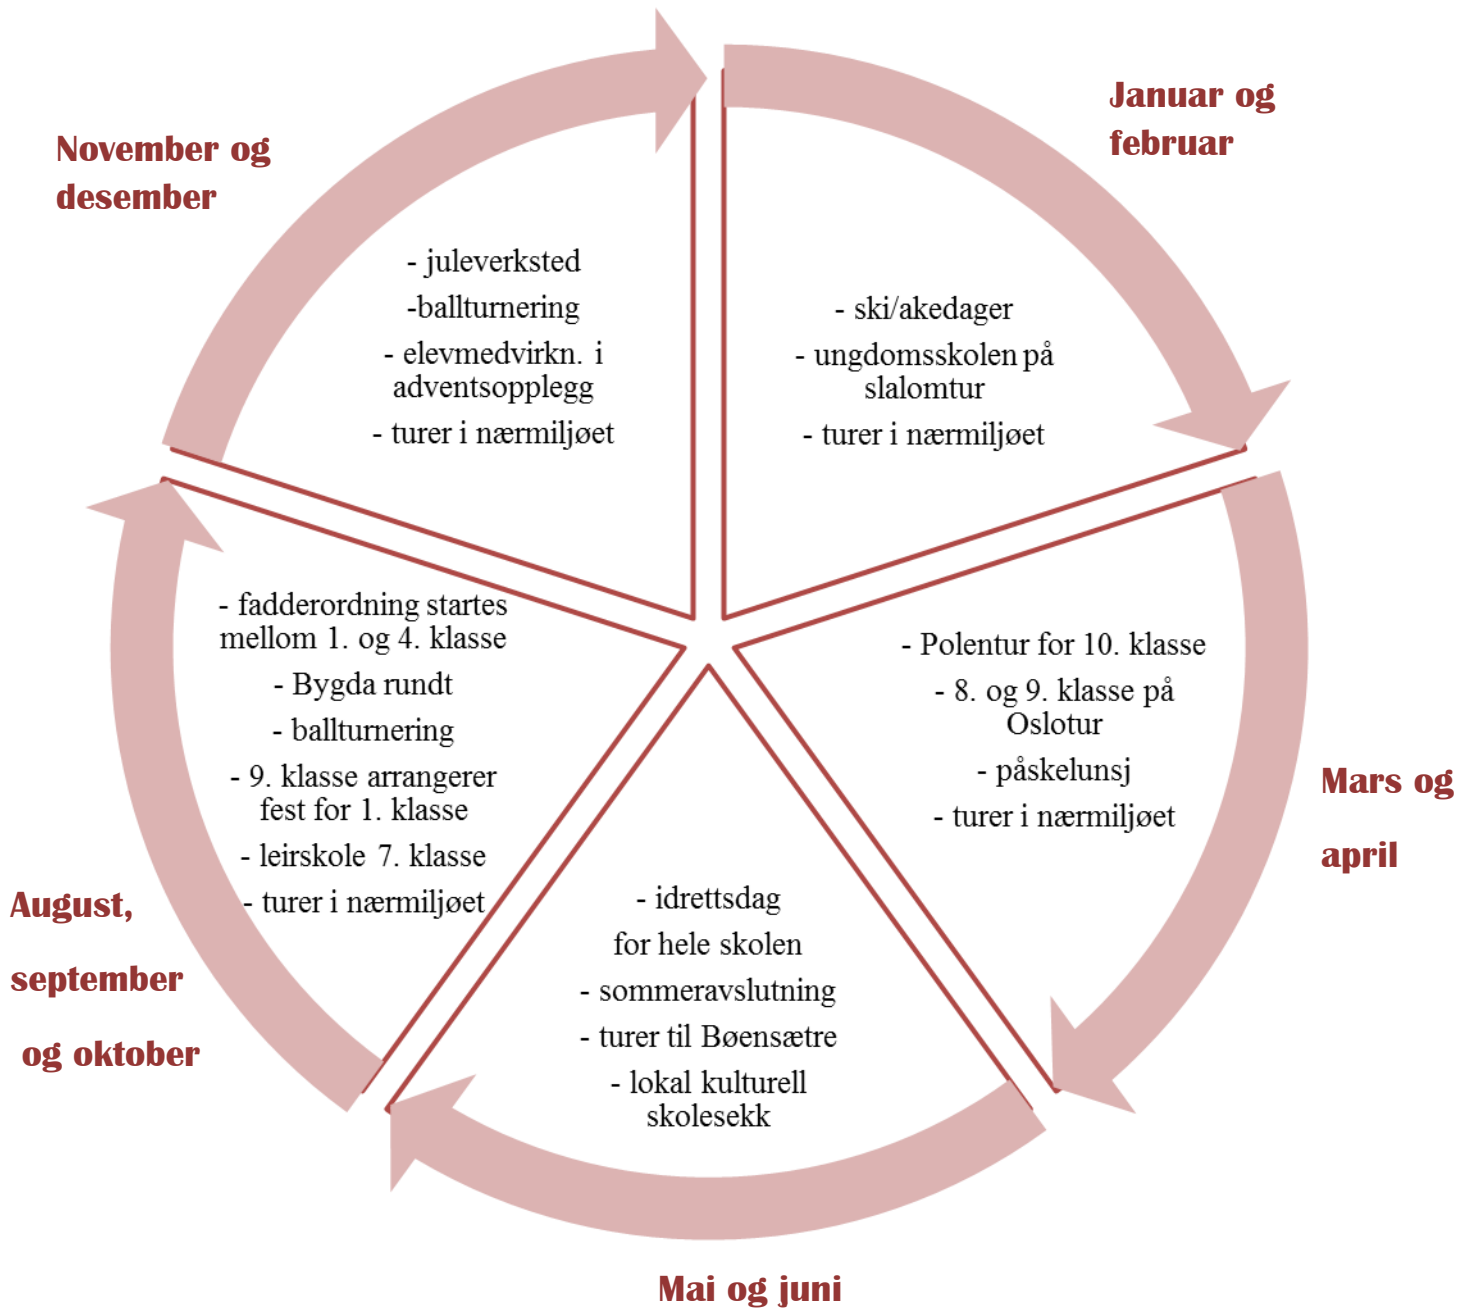 Januar og
februar
- ski/akedager
- ungdomsskolen på
slalomtur
- turer i nærmiljøet
Mars og
april
- Polentur for 10. klasse
- 8. og 9. klasse på
Oslotur
- påskelunsj
- turer i nærmiljøet
Mai og juni
- idrettsdag
for hele skolen
- sommeravslutning
- turer til Bøensætre
- lokal kulturell
skolesekk
August,
september
og oktober
- fadderordning startes
mellom 1. og 4. klasse
- Bygda rundt
- ballturnering
- 9. klasse arrangerer
fest for 1. klasse
- leirskole 7. klasse
- turer i nærmiljøet
November og
desember
- juleverksted
-ballturnering
- elevmedvirkn. i
adventsopplegg
- turer i nærmiljøet